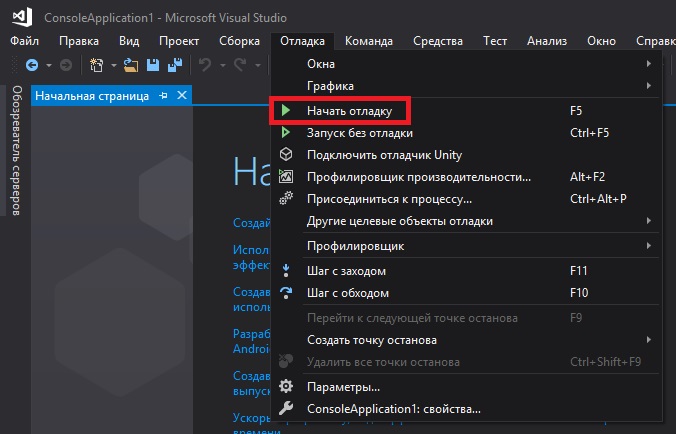 ConsoleApplication1 - Microsoft Visual Studio
Файл Правка Вид Проект Сборка Отладка Команда Средства Тест Анализ Окно Справк
Обозреватель серверов
Начальная страница
На
Создай
Испол
эффек
Создав
исполь
Разраб
Android
Создав
выпуск
Ускоры
времени
Окна
Графика
Начать отладку F5
Запуск без отладки Ctrl+F5
Подключить отладчик Unity
Профилировщик производительности... Alt+F2
Присоединиться к процессу... Ctrl+Alt+P
Другие целевые объекты отладки
Профилировщик
Шаг с заходом F11
Шаг с обходом F10
Перейти к следующей точке останова F9
Создать точку останова
Удалить все точки останова Ctrl+Shift+F9
Параметры...
ConsoleApplication1: свойства...